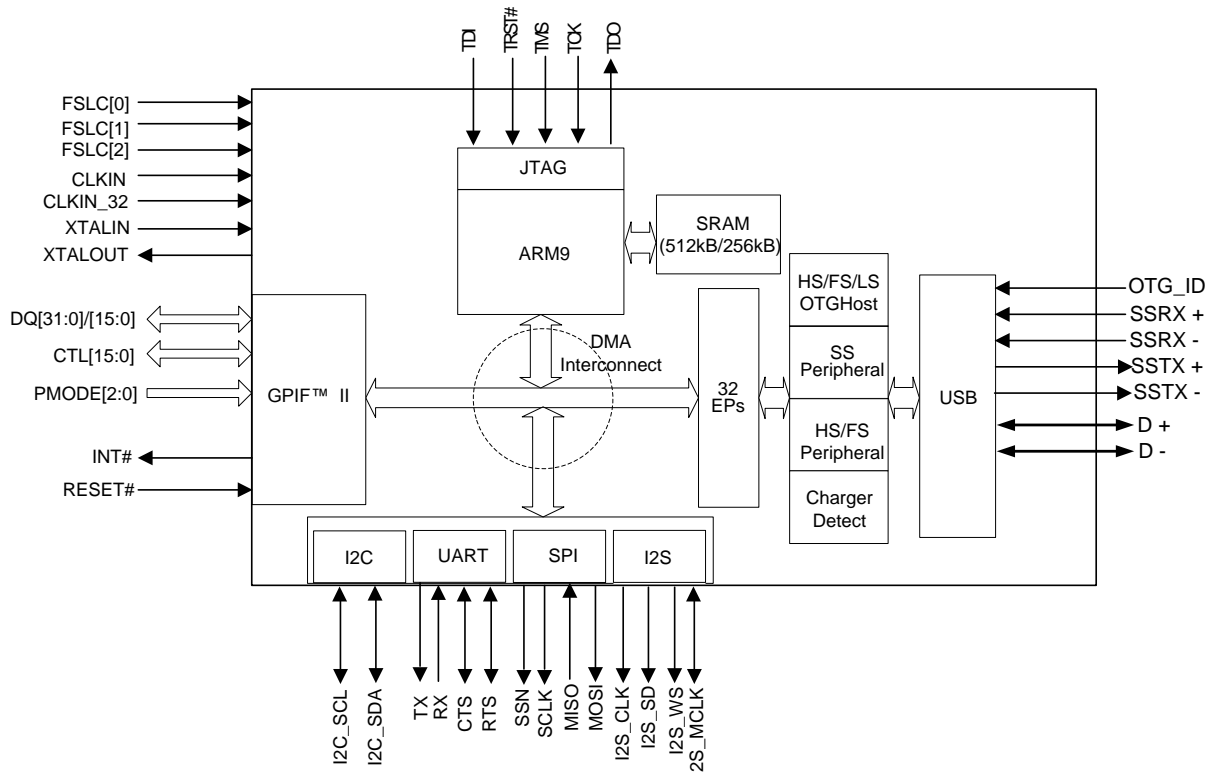 TDI
TRST#
TMS
TCK
TDO
FSLC[0]
FSLC[1]
FSLC[2]
CLKIN
CLKIN_32
XTALIN
XTALOUT
DQ[31:0]/[15:0]
CTL[15:0]
PMODE[2:0]
INT#
RESET#
JTAG
ARM9
SRAM
(512kB/256kB)
GPIF™ II
DMA
Interconnect
32
EPs
HS/FS/LS
OTGHost
SS
Peripheral
HS/FS
Peripheral
Charger
Detect
USB
OTG_ID
SSRX +
SSRX -
SSTX +
SSTX -
D +
D -
I2C
UART
SPI
I2S
I2C_SCL
I2C_SDA
TX
RX
CTS
RTS
SSN
SCLK
MISO
MOSI
I2S_CLK
I2S_SD
I2S_WS
2S_MCLK